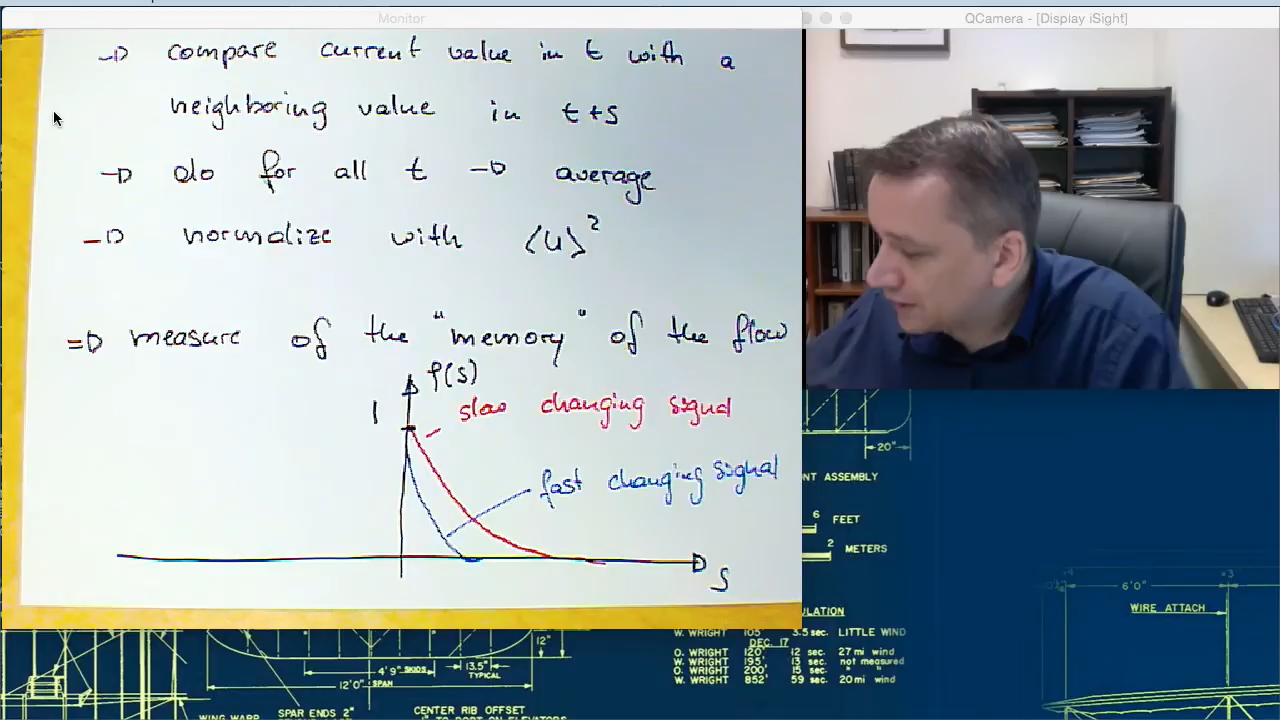 Monitor
QCamera - [Display iSight]
→ compare current value in t with a
neighboring value in t+s
→ do for all t → average
→ normalize with ⟨u⟩²
⇒ measure of the "memory" of the flow
ρ(s)
1
slow changing signal
fast changing signal
s
20"
NT ASSEMBLY
6 FEET
2 METERS
6'0"
WIRE ATTACH
ULATION
W. WRIGHT 105' 3.5 sec. LITTLE WIND
DEC. 17
O. WRIGHT 120' 12 sec. 27 mi wind
W. WRIGHT 195' 13 sec. not measured
O. WRIGHT 200' 15 sec. "
W. WRIGHT 852' 59 sec. 20 mi wind
12"
4'9" SKIDS
13.5"
TYPICAL
12'0" SPAN
WING WARP
SPAR ENDS 2"
CENTER RIB OFFSET